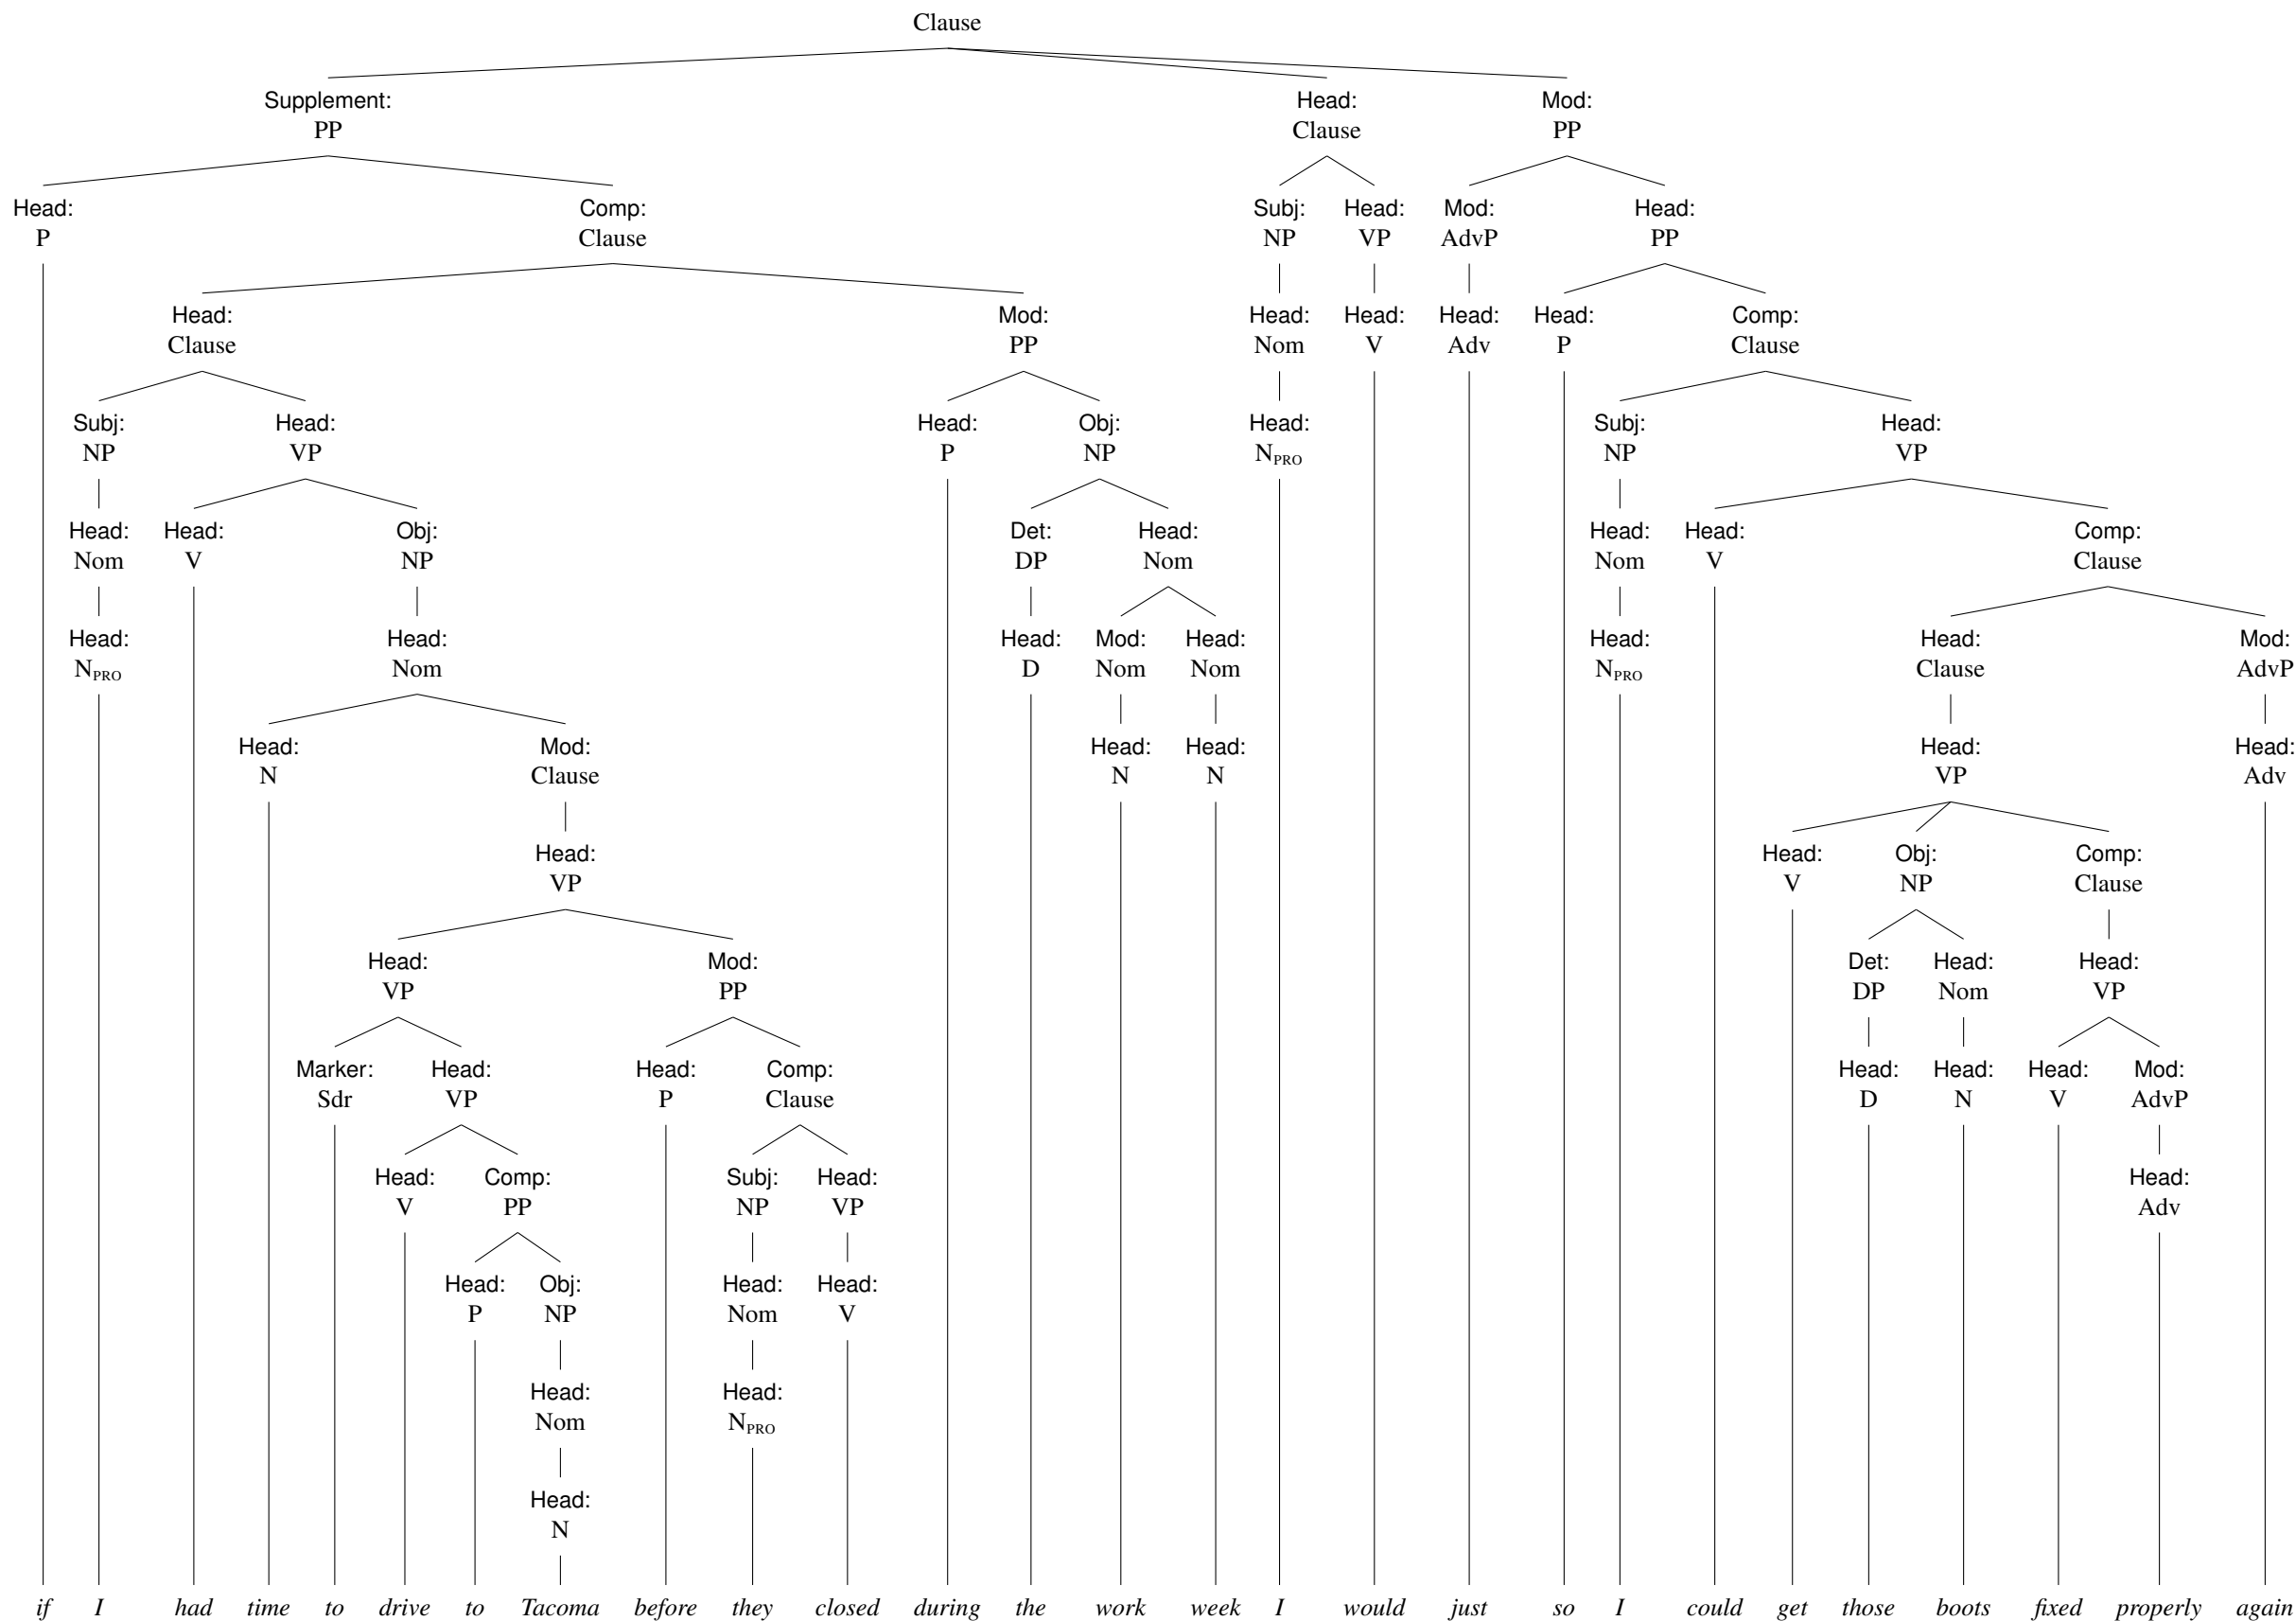 Clause
Supplement: Head: Mod:
PP Clause PP
Head: Comp: Subj: Head: Mod: Head:
P Clause NP VP AdvP PP
Head: Mod: Head: Head: Head: Head: Comp:
Clause PP Nom V Adv P Clause
Subj: Head: Head: Obj: Head: Subj: Head:
NP VP P NP N_PRO NP VP
Head: Head: Obj: Det: Head: Head: Head: Comp:
Nom V NP DP Nom Nom V Clause
Head: Head: Head: Mod: Head: Head: Head: Mod:
N_PRO Nom D Nom Nom N_PRO Clause AdvP
Head: Mod: Head: Head: Head: Head:
N Clause N N VP Adv
Head: Head: Obj: Comp:
VP V NP Clause
Head: Mod: Det: Head: Head:
VP PP DP Nom VP
Marker: Head: Head: Comp: Head: Head: Head: Mod:
Sdr VP P Clause D N V AdvP
Head: Comp: Subj: Head: Head:
V PP NP VP Adv
Head: Obj: Head: Head:
P NP Nom V
Head: Head:
Nom N_PRO
Head:
N
if I had time to drive to Tacoma before they closed during the work week I would just so I could get those boots fixed properly again